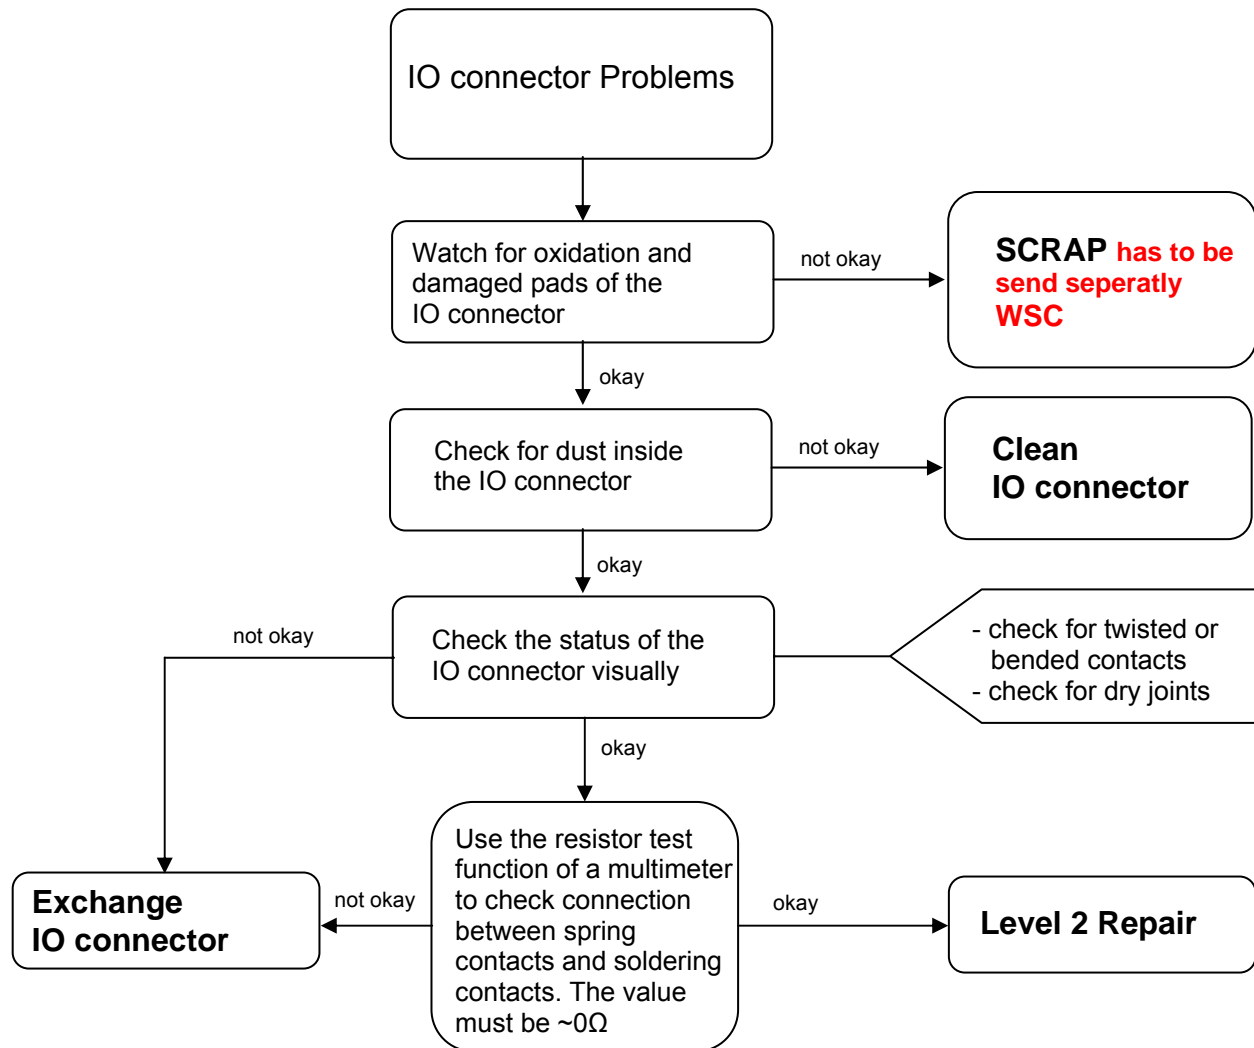 IO connector Problems
Watch for oxidation and
damaged pads of the
IO connector
not okay
SCRAP has to be
send seperatly
WSC
okay
Check for dust inside
the IO connector
not okay
Clean
IO connector
okay
not okay
Check the status of the
IO connector visually
- check for twisted or
bended contacts
- check for dry joints
okay
Use the resistor test
function of a multimeter
to check connection
between spring
contacts and soldering
contacts. The value
must be ~0Ω
not okay
Exchange
IO connector
okay
Level 2 Repair